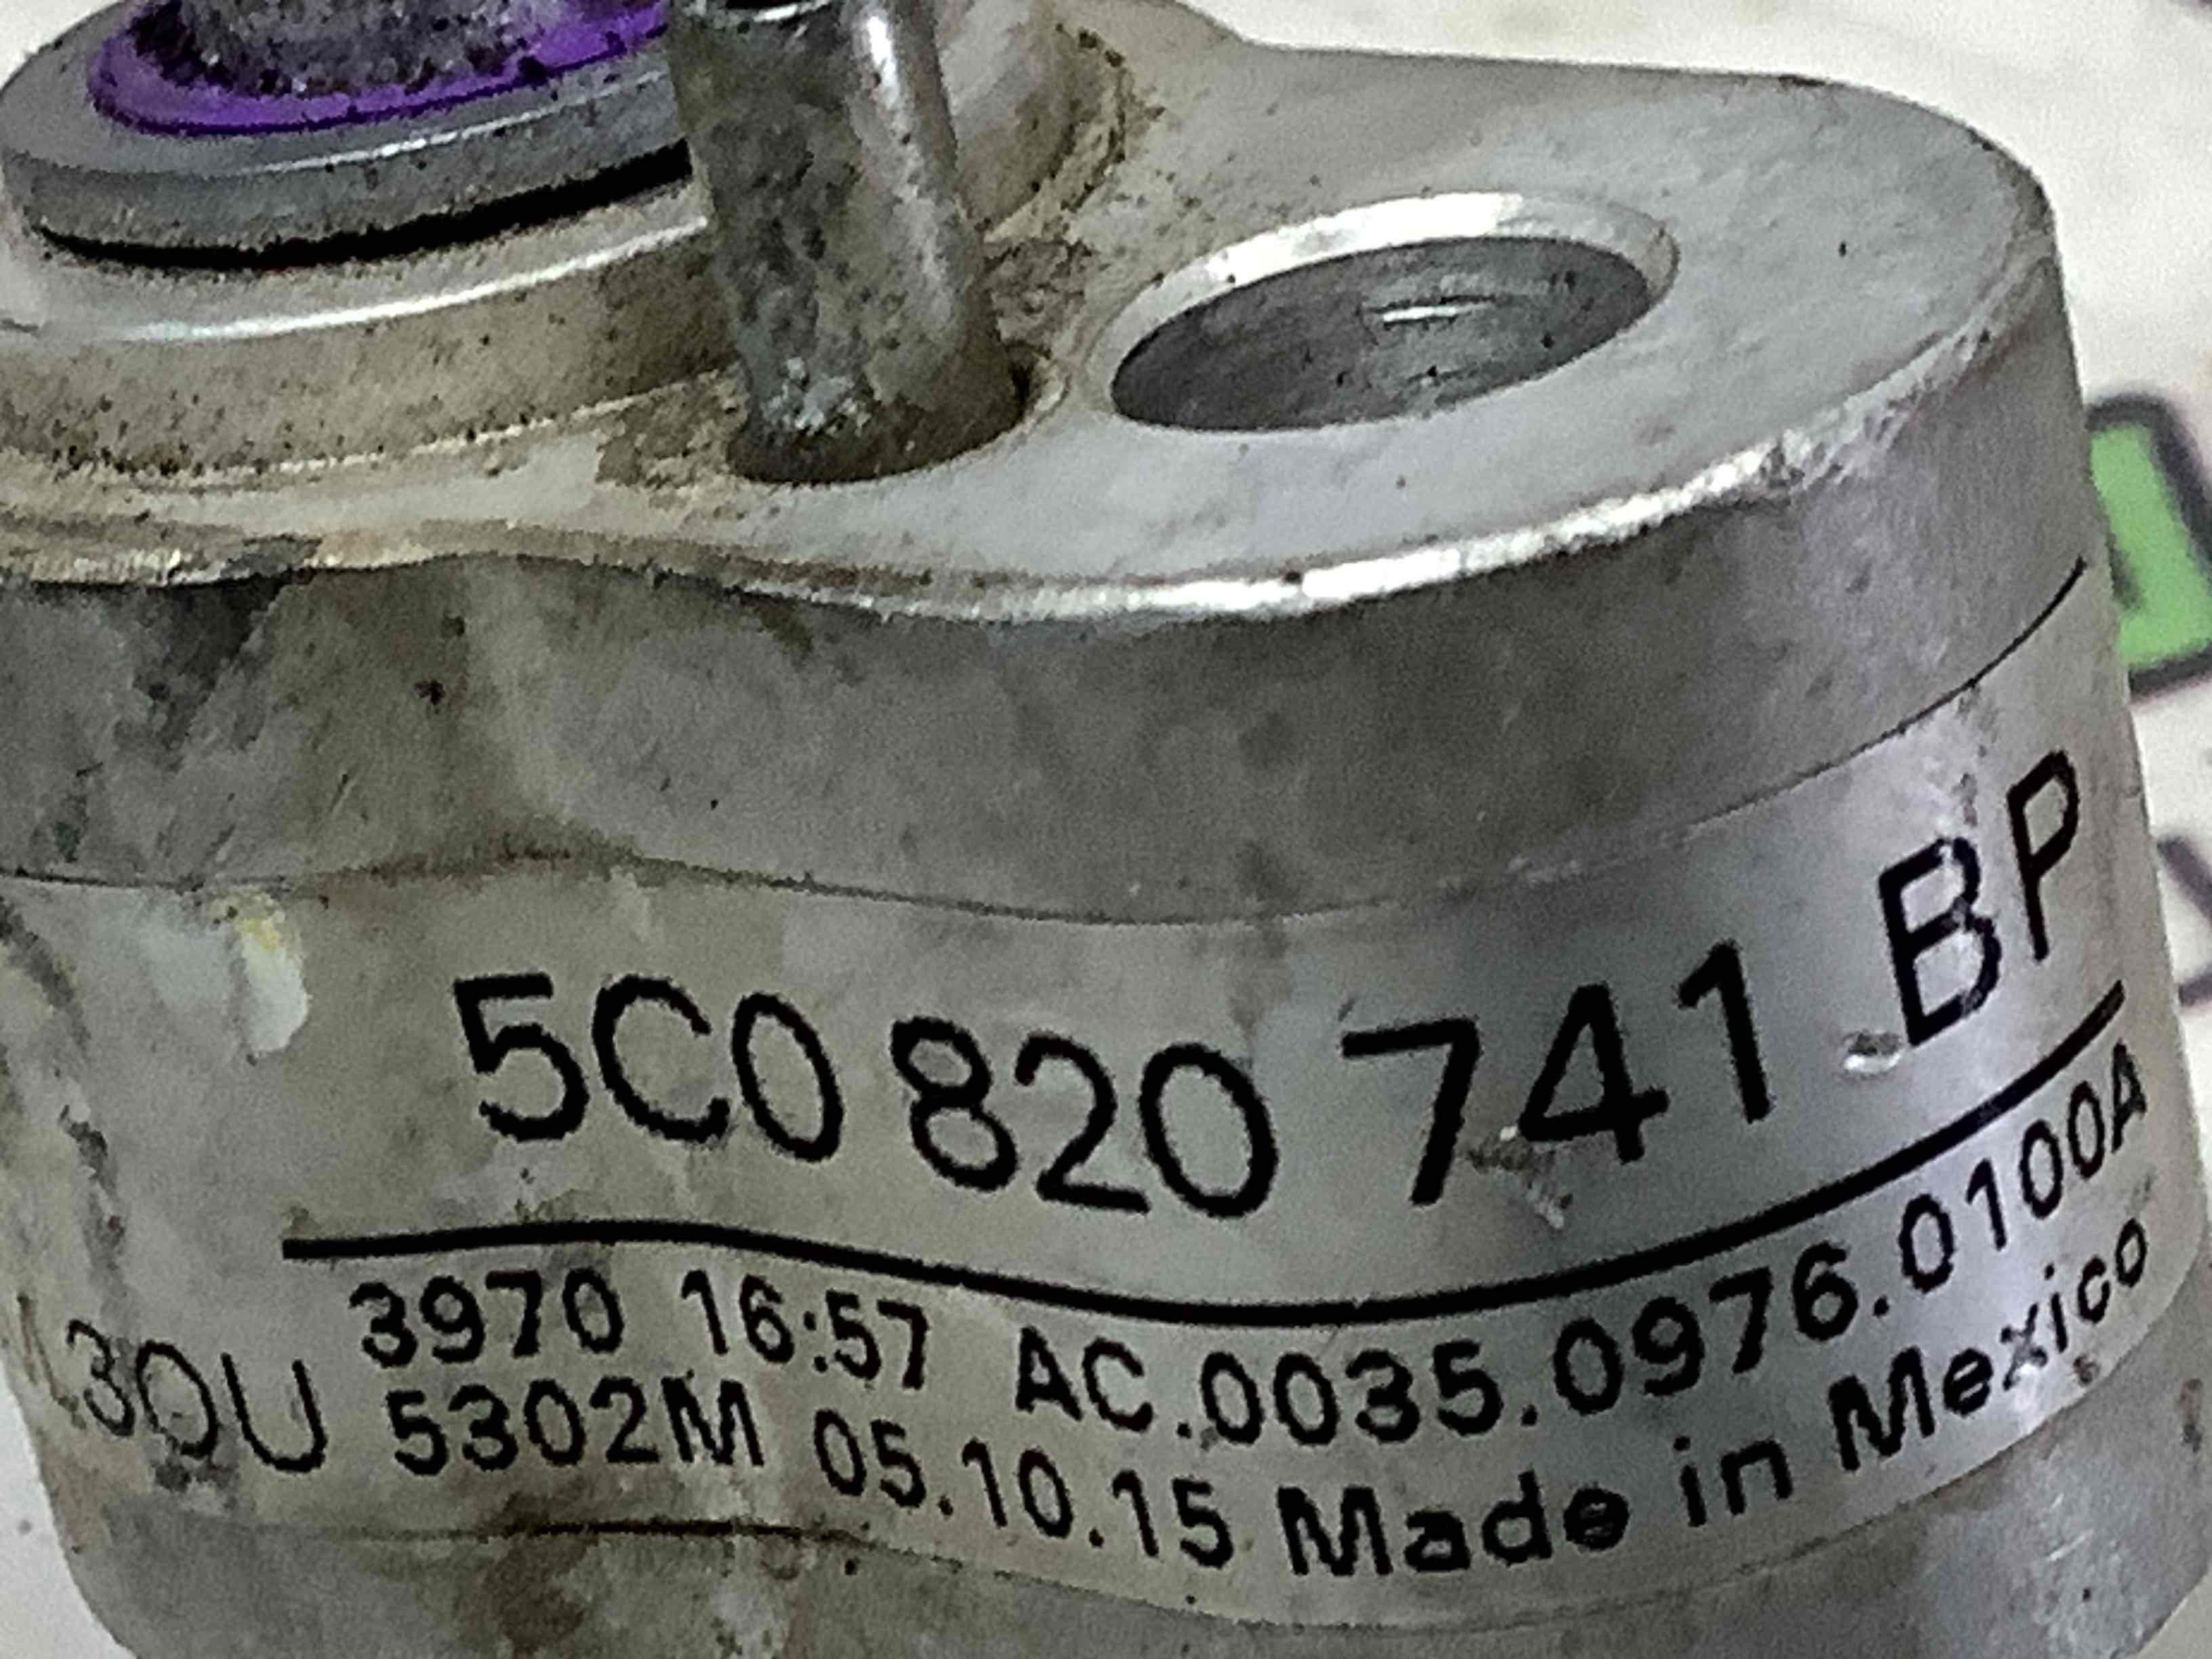 5C0 820 741 BP
3970 16:57 AC.0035.0976.0100A
30U 5302M 05.10.15 Made in Mexico